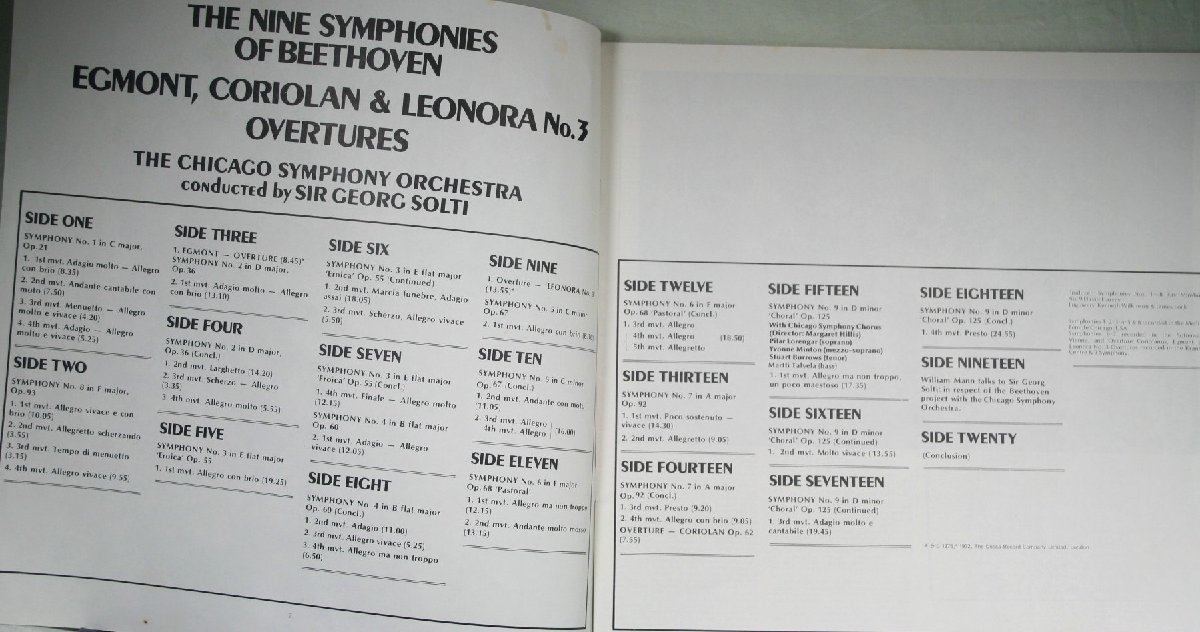 THE NINE SYMPHONIES
OF BEETHOVEN
EGMONT, CORIOLAN & LEONORA No.3
OVERTURES
THE CHICAGO SYMPHONY ORCHESTRA
conducted by SIR GEORG SOLTI
SIDE ONE
SYMPHONY No. 1 in C major,
Op.21
1. 1st mvt. Adagio molto — Allegro
con brio (8.35)
2. 2nd mvt. Andante cantabile con
moto (7.50)
3. 3rd mvt. Menuetto — Allegro
molto e vivace (4.20)
4. 4th mvt. Adagio — Allegro
molto e vivace (5.25)
SIDE TWO
SYMPHONY No. 8 in F major,
Op.93
1. 1st mvt. Allegro vivace e con
brio (10.05)
2. 2nd mvt. Allegretto scherzando
(3.55)
3. 3rd mvt. Tempo di menuetto
(3.15)
4. 4th mvt. Allegro vivace (9.55)
SIDE THREE
1. EGMONT — OVERTURE (8.45)*
SYMPHONY No. 2 in D major,
Op.36
2. 1st mvt. Adagio molto — Allegro
con brio (13.10)
SIDE FOUR
SYMPHONY No. 2 in D major,
Op.36 (Concl.)
1. 2nd mvt. Larghetto (14.20)
2. 3rd mvt. Scherzo — Allegro
(3.35)
3. 4th mvt. Allegro molto (5.55)
SIDE FIVE
SYMPHONY No. 3 in E flat major
'Eroica' Op. 55
1. 1st mvt. Allegro con brio (19.25)
SIDE SIX
SYMPHONY No. 3 in E flat major
'Eroica' Op. 55 (Continued)
1. 2nd mvt. Marcia funebre, Adagio
assai (18.05)
2. 3rd mvt. Scherzo, Allegro vivace
(5.50)
SIDE SEVEN
SYMPHONY No. 3 in E flat major
'Eroica' Op. 55 (Concl.)
1. 4th mvt. Finale — Allegro molto
(12.15)
SYMPHONY No. 4 in B flat major
Op. 60
2. 1st mvt. Adagio — Allegro
vivace (12.05)
SIDE EIGHT
SYMPHONY No. 4 in B flat major
Op. 60 (Concl.)
1. 2nd mvt. Adagio (11.00)
2. 3rd mvt. Allegro vivace (5.25)
3. 4th mvt. Allegro ma non troppo
(6.50)
SIDE NINE
1. Overture — LEONORA No. 3
SYMPHONY No. 5 in C minor
Op. 67
2. 1st mvt. Allegro con brio
SIDE TEN
SYMPHONY No. 5 in C minor
Op. 67 (Concl.)
1. 2nd mvt. Andante con moto
(11.05)
2. 3rd mvt. Allegro
4th mvt. Allegro (16.00)
SIDE ELEVEN
SYMPHONY No. 6 in F major
Op. 68 'Pastoral'
1. 1st mvt. Allegro ma non troppo
(12.15)
2. 2nd mvt. Andante molto mosso
(13.15)
7
SIDE TWELVE
SYMPHONY No. 6 in F major
Op. 68 'Pastoral' (Concl.)
1. 3rd mvt. Allegro
4th mvt. Allegro (18.50)
5th mvt. Allegretto
SIDE THIRTEEN
SYMPHONY No. 7 in A major
Op. 92
1. 1st mvt. Poco sostenuto —
vivace (14.30)
2. 2nd mvt. Allegretto (9.05)
SIDE FOURTEEN
SYMPHONY No. 7 in A major
Op. 92 (Concl.)
1. 3rd mvt. Presto (9.20)
2. 4th mvt. Allegro con brio (9.05)
OVERTURE — CORIOLAN Op. 62
(7.55)
SIDE FIFTEEN
SYMPHONY No. 9 in D minor
'Choral' Op. 125
With Chicago Symphony Chorus
(Director: Margaret Hillis)
Pilar Lorengar (soprano)
Yvonne Minton (mezzo-soprano)
Stuart Burrows (tenor)
Martti Talvela (bass)
1. 1st mvt. Allegro ma non troppo,
un poco maestoso (17.35)
SIDE SIXTEEN
SYMPHONY No. 9 in D minor
'Choral' Op. 125 (Continued)
1. 2nd mvt. Molto vivace (13.55)
SIDE SEVENTEEN
SYMPHONY No. 9 in D minor
'Choral' Op. 125 (Continued)
1. 3rd mvt. Adagio molto e
cantabile (19.45)
SIDE EIGHTEEN
SYMPHONY No. 9 in D minor
'Choral' Op. 125 (Concl.)
1. 4th mvt. Presto (24.55)
SIDE NINETEEN
William Mann talks to Sir Georg
Solti in respect of the Beethoven
project with the Chicago Symphony
Orchestra.
SIDE TWENTY
(Conclusion)
The Decca Record Company Limited, London